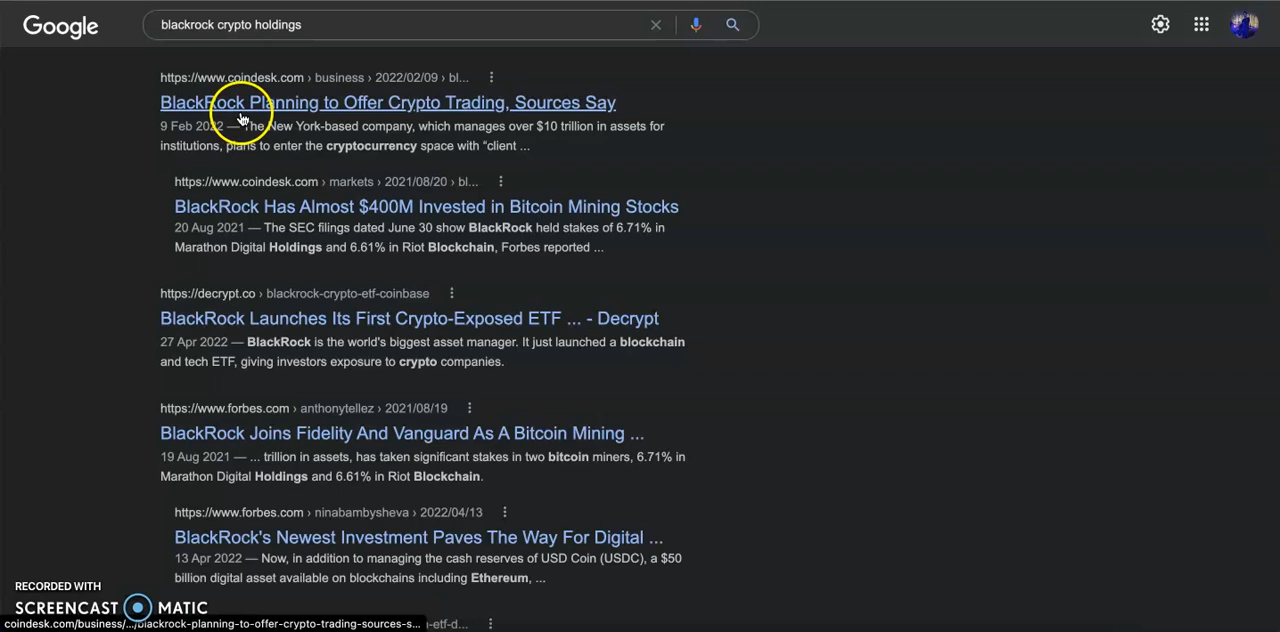 Google
blackrock crypto holdings
https://www.coindesk.com › business › 2022/02/09 › bl...
BlackRock Planning to Offer Crypto Trading, Sources Say
9 Feb 2022 — The New York-based company, which manages over $10 trillion in assets for
institutions, plans to enter the cryptocurrency space with “client ...
https://www.coindesk.com › markets › 2021/08/20 › bl...
BlackRock Has Almost $400M Invested in Bitcoin Mining Stocks
20 Aug 2021 — The SEC filings dated June 30 show BlackRock held stakes of 6.71% in
Marathon Digital Holdings and 6.61% in Riot Blockchain, Forbes reported ...
https://decrypt.co › blackrock-crypto-etf-coinbase
BlackRock Launches Its First Crypto-Exposed ETF ... - Decrypt
27 Apr 2022 — BlackRock is the world's biggest asset manager. It just launched a blockchain
and tech ETF, giving investors exposure to crypto companies.
https://www.forbes.com › anthonytellez › 2021/08/19
BlackRock Joins Fidelity And Vanguard As A Bitcoin Mining ...
19 Aug 2021 — ... trillion in assets, has taken significant stakes in two bitcoin miners, 6.71% in
Marathon Digital Holdings and 6.61% in Riot Blockchain.
https://www.forbes.com › ninabambysheva › 2022/04/13
BlackRock's Newest Investment Paves The Way For Digital ...
13 Apr 2022 — Now, in addition to managing the cash reserves of USD Coin (USDC), a $50
billion digital asset available on blockchains including Ethereum, ...
RECORDED WITH
SCREENCAST MATIC
coindesk.com/business/.../blackrock-planning-to-offer-crypto-trading-sources-s... -etf-d...